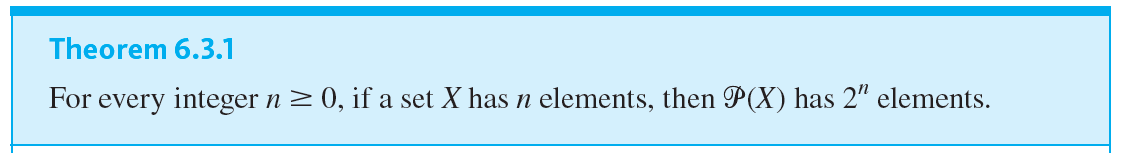 Theorem 6.3.1
For every integer n ≥ 0, if a set X has n elements, then 𝒫(X) has 2ⁿ elements.